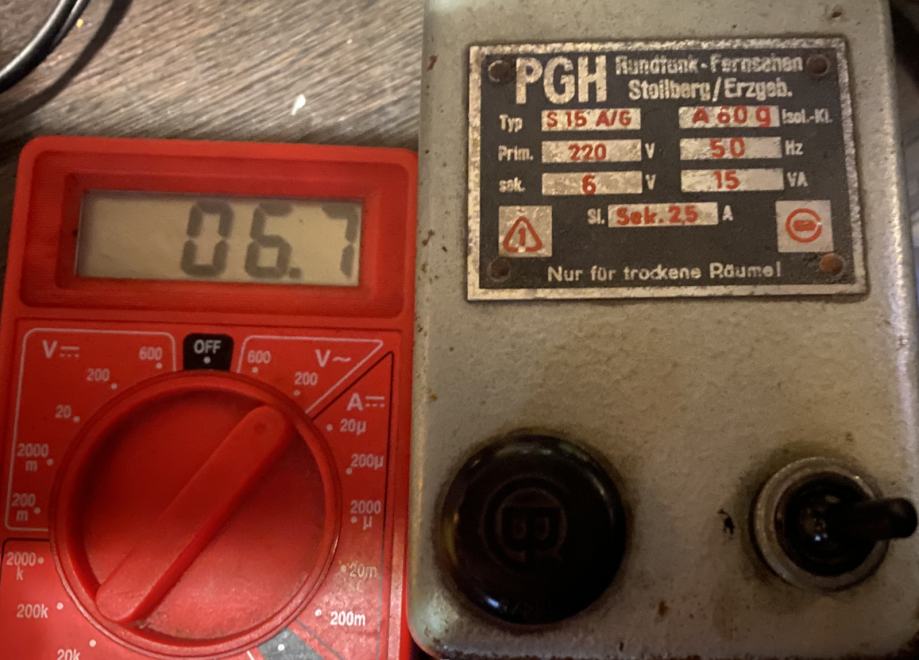 PGH Rundfunk-Fernsehen
Stollberg/Erzgeb.
Typ S 15 A/G A 60 g Isol.-Kl.
Prim. 220 V 50 Hz
sek. 6 V 15 VA
Si. Sek. 25 A
Nur für trockene Räume!
06.7
V⎓ 600 OFF 600 V~
200 200
A⎓
20 20µ
2000 m 200µ
200 m 2000 µ
2000 k 20m
200k 200m
20k